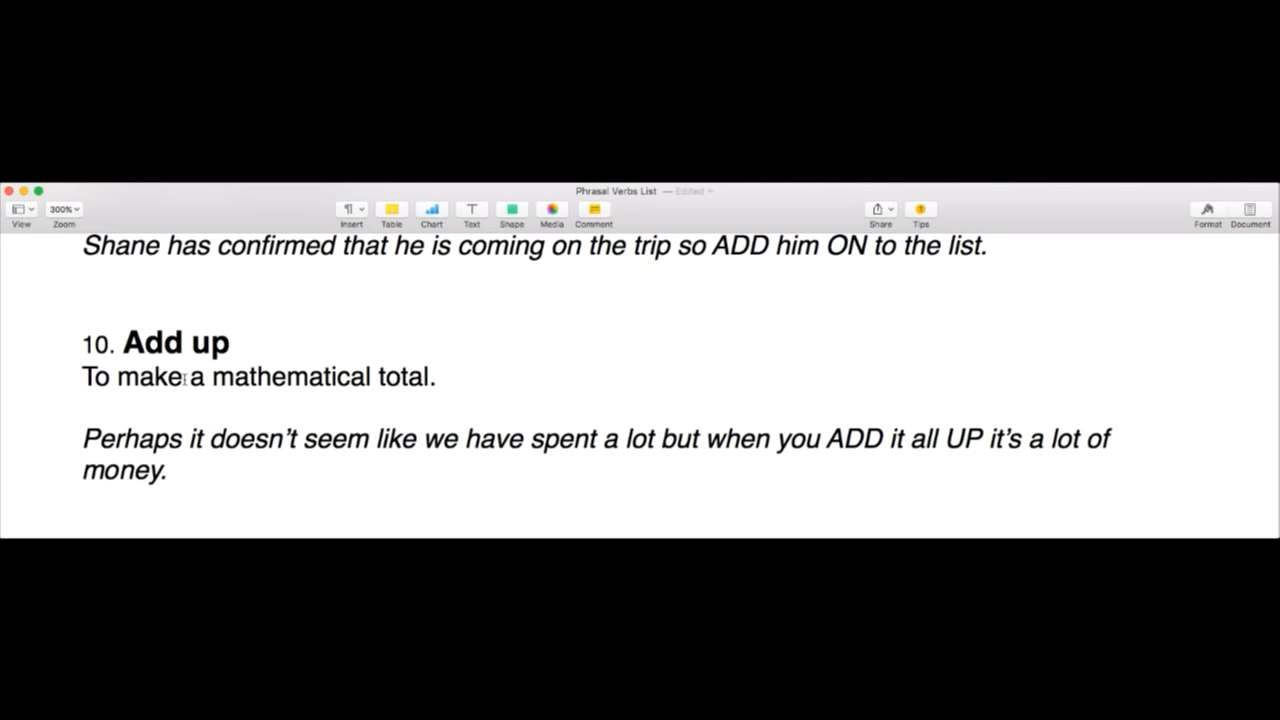 Phrasal Verbs List — Edited
300%
View Zoom Insert Table Chart Text Shape Media Comment Share Tips Format Document
Shane has confirmed that he is coming on the trip so ADD him ON to the list.
10. Add up
To make a mathematical total.
Perhaps it doesn't seem like we have spent a lot but when you ADD it all UP it's a lot of
money.